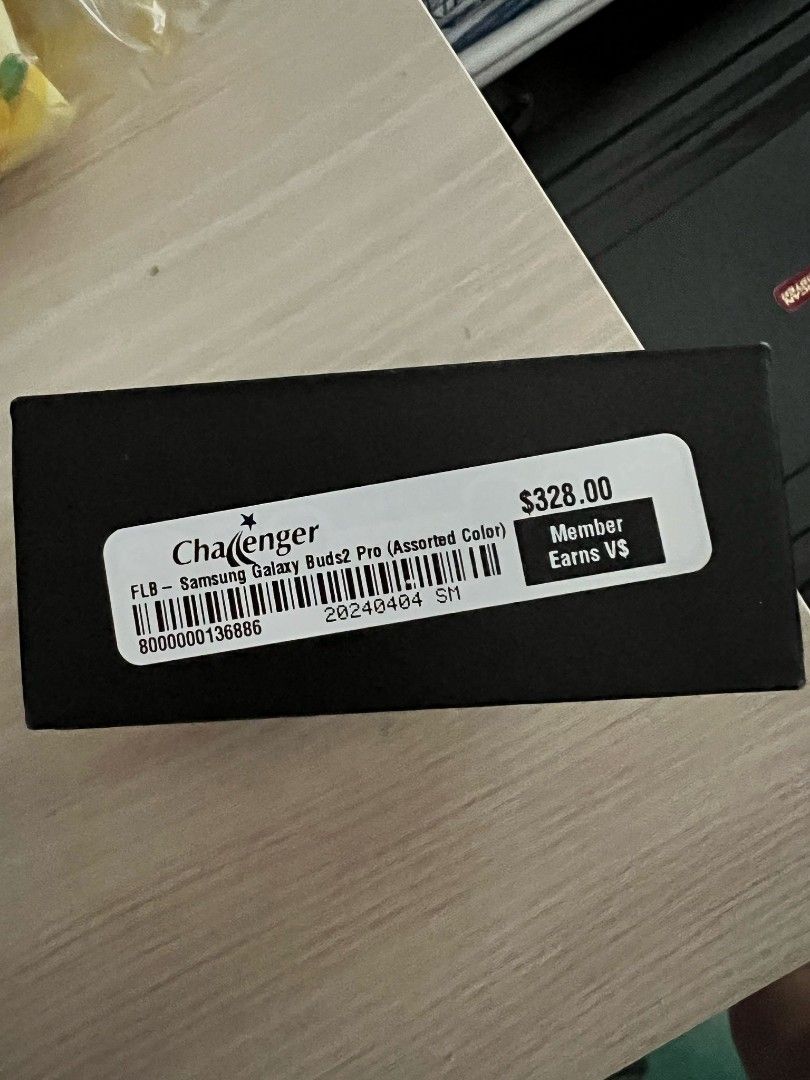 Challenger
$328.00
FLB – Samsung Galaxy Buds2 Pro (Assorted Color)
Member
Earns V$
20240404 SM
8000000136886